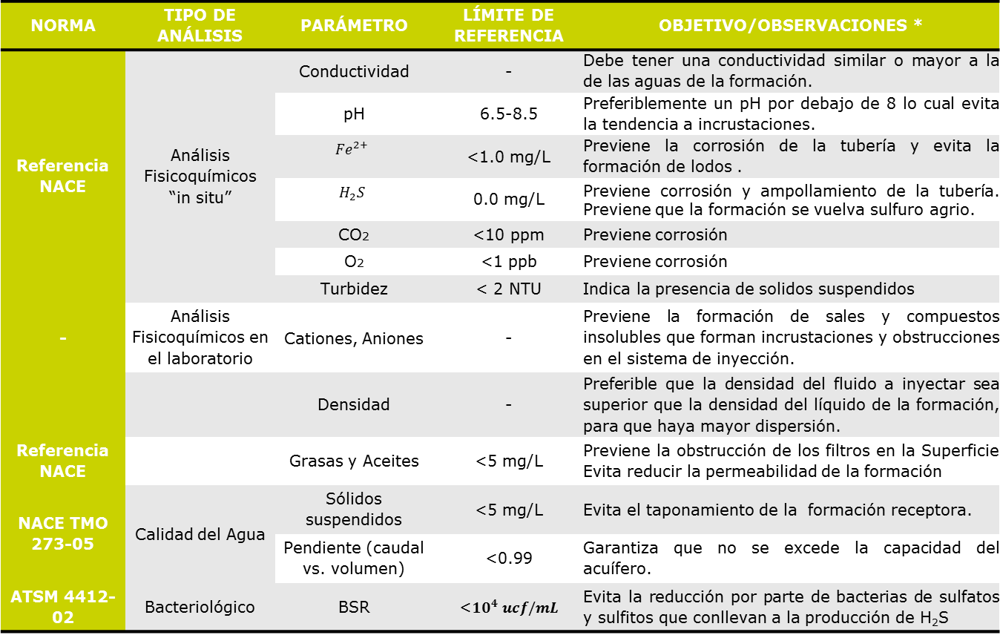 NORMA
TIPO DE
ANÁLISIS
PARÁMETRO
LÍMITE DE
REFERENCIA
OBJETIVO/OBSERVACIONES *
Referencia
NACE
Análisis
Fisicoquímicos
“in situ”
Conductividad
-
Debe tener una conductividad similar o mayor a la
de las aguas de la formación.
pH
6.5-8.5
Preferiblemente un pH por debajo de 8 lo cual evita
la tendencia a incrustaciones.
Fe²⁺
<1.0 mg/L
Previene la corrosión de la tubería y evita la
formación de lodos .
H₂S
0.0 mg/L
Previene corrosión y ampollamiento de la tubería.
Previene que la formación se vuelva sulfuro agrio.
CO₂
<10 ppm
Previene corrosión
O₂
<1 ppb
Previene corrosión
Turbidez
< 2 NTU
Indica la presencia de solidos suspendidos
-
Análisis
Fisicoquímicos en
el laboratorio
Cationes, Aniones
-
Previene la formación de sales y compuestos
insolubles que forman incrustaciones y obstrucciones
en el sistema de inyección.
Densidad
-
Preferible que la densidad del fluido a inyectar sea
superior que la densidad del líquido de la formación,
para que haya mayor dispersión.
Referencia
NACE
Grasas y Aceites
<5 mg/L
Previene la obstrucción de los filtros en la Superficie
Evita reducir la permeabilidad de la formación
NACE TMO
273-05
Calidad del Agua
Sólidos
suspendidos
<5 mg/L
Evita el taponamiento de la formación receptora.
Pendiente (caudal
vs. volumen)
<0.99
Garantiza que no se excede la capacidad del
acuífero.
ATSM 4412-
02
Bacteriológico
BSR
<10⁴ ucf/mL
Evita la reducción por parte de bacterias de sulfatos
y sulfitos que conllevan a la producción de H₂S